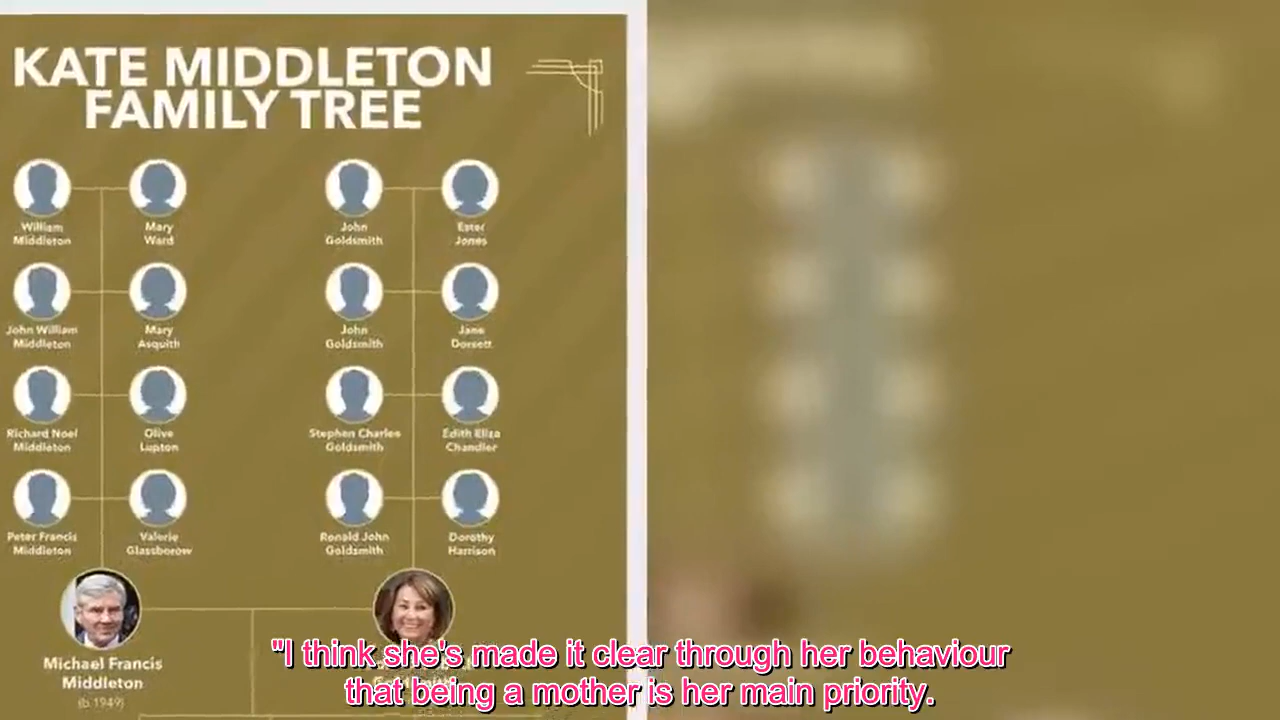 KATE MIDDLETON
FAMILY TREE
William
Middleton
Mary
Ward
John
Goldsmith
Ester
Jones
John William
Middleton
Mary
Asquith
John
Goldsmith
Jane
Dorsett
Richard Noel
Middleton
Olive
Lupton
Stephen Charles
Goldsmith
Edith Eliza
Chandler
Peter Francis
Middleton
Valerie
Glassborow
Ronald John
Goldsmith
Dorothy
Harrison
Michael Francis
Middleton
(b.1949)
"I think she's made it clear through her behaviour
that being a mother is her main priority.